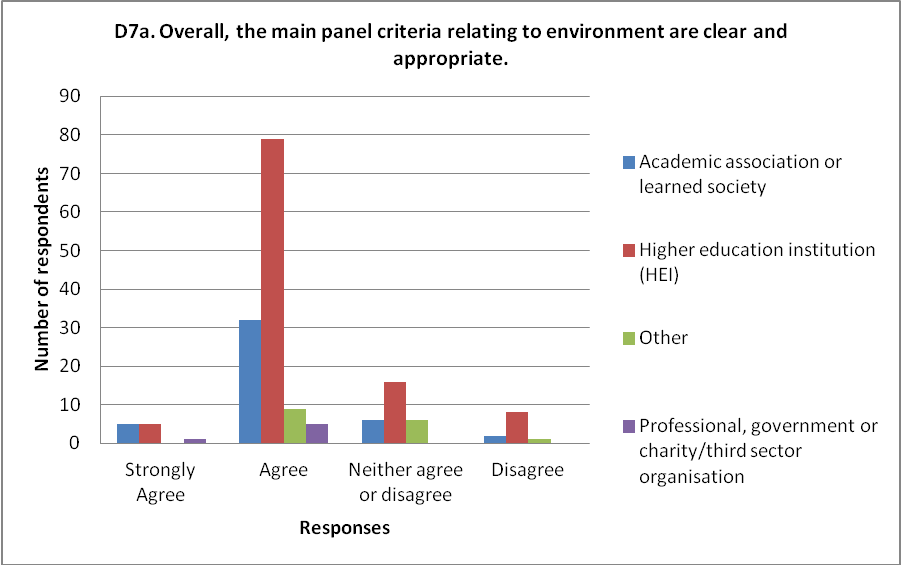 D7a. Overall, the main panel criteria relating to environment are clear and
appropriate.
90
80
70
60
50
40
30
20
10
0
Number of respondents
Strongly
Agree
Agree
Neither agree
or disagree
Disagree
Responses
Academic association or
learned society
Higher education institution
(HEI)
Other
Professional, government or
charity/third sector
organisation